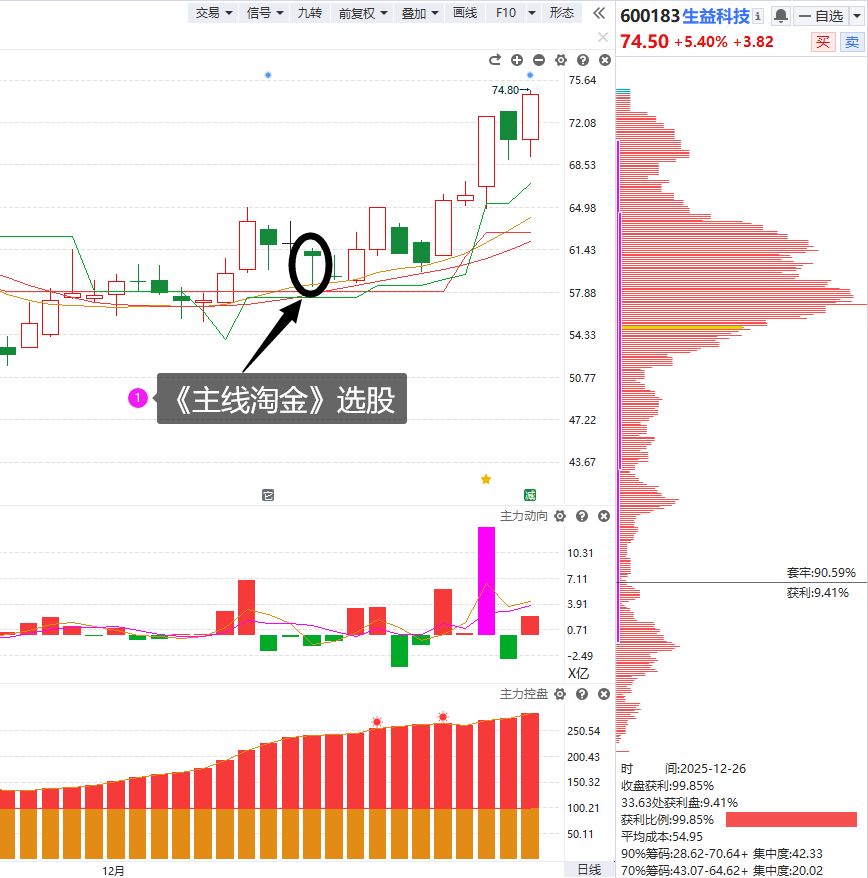 交易 信号 九转 前复权 叠加 画线 F10 形态
600183 生益科技 自选
74.50 +5.40% +3.82 买 卖
75.64
74.80
72.08
68.53
64.98
61.43
57.88
54.33
50.77
1 《主线淘金》选股
47.22
43.67
减
主力动向
10.31
7.11
3.91
0.71
-2.49
X亿
套牢:90.59%
获利:9.41%
主力控盘
250.54
200.43
150.32
100.21
50.11
12月 日线
时 间:2025-12-26
收盘获利:99.85%
33.63处获利盘:9.41%
获利比例:99.85%
平均成本:54.95
90%筹码:28.62-70.64+ 集中度:42.33
70%筹码:43.07-64.62+ 集中度:20.02